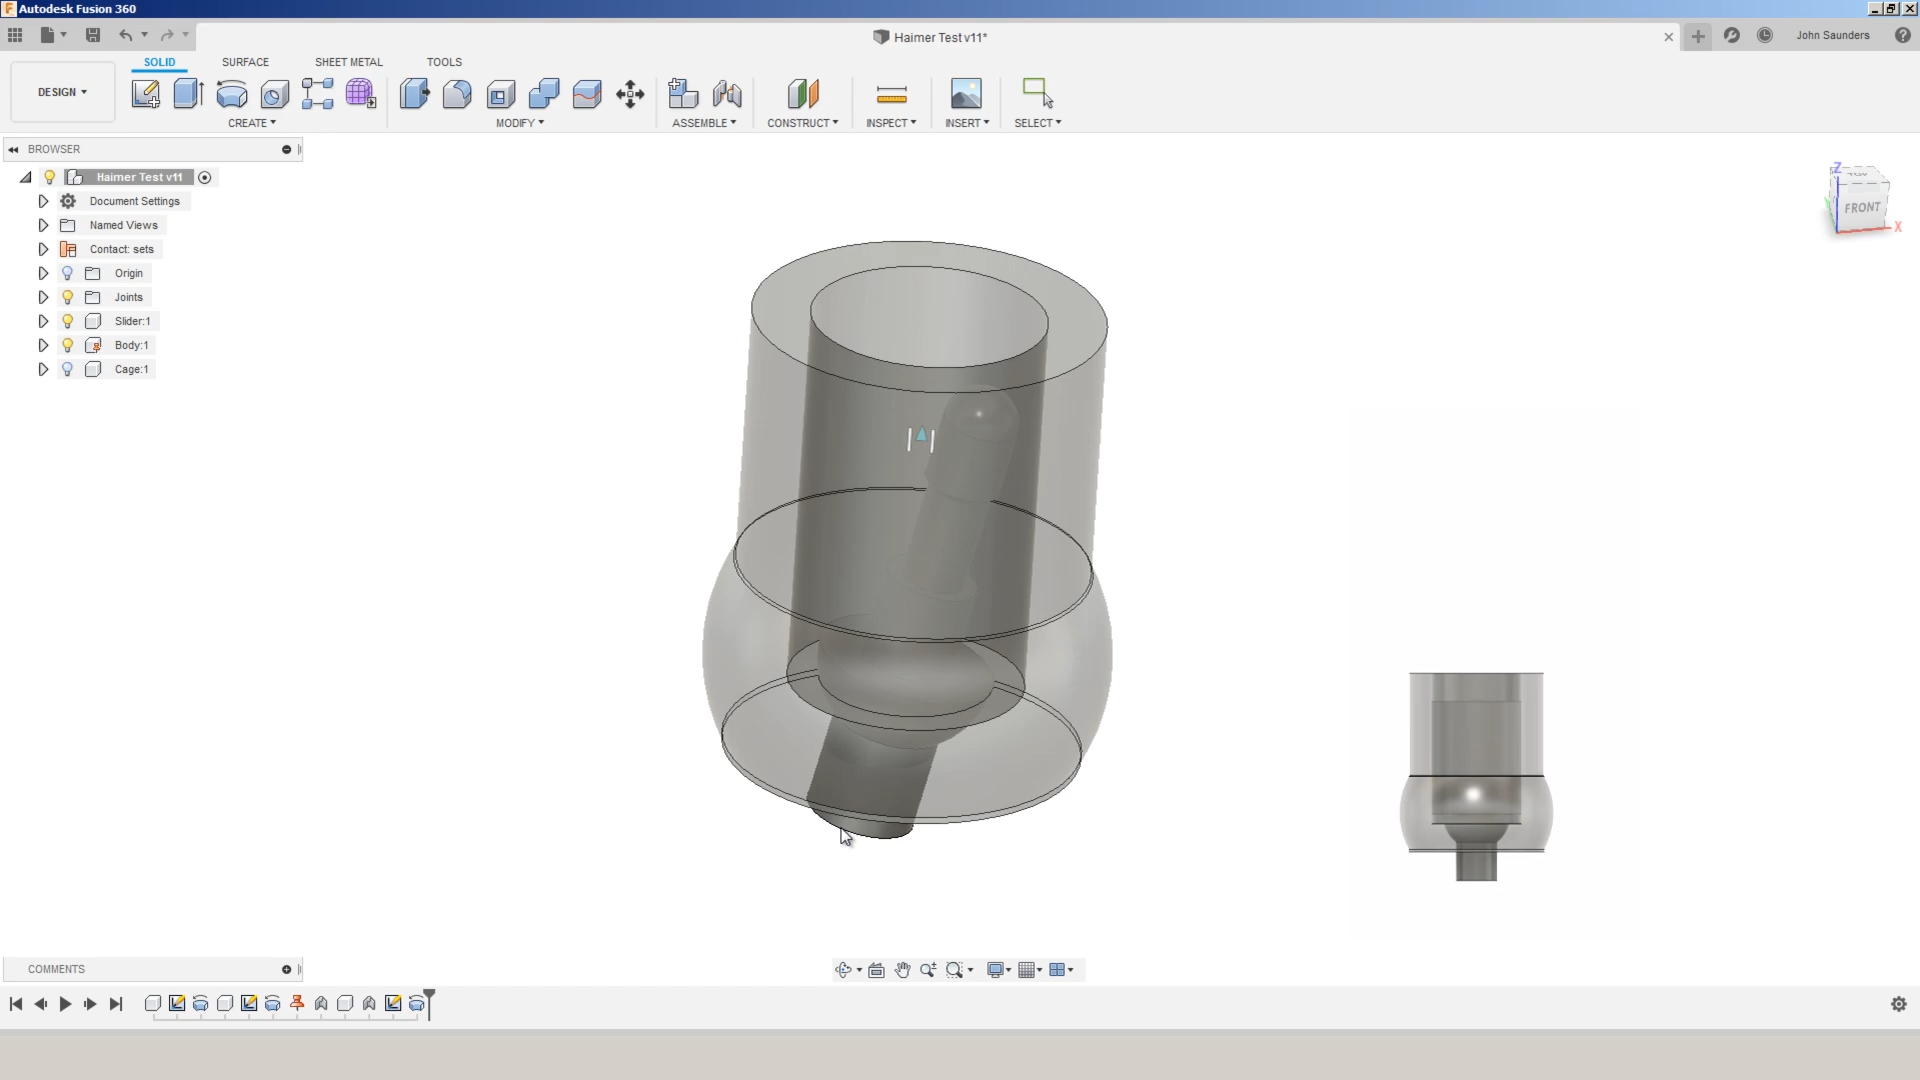 Autodesk Fusion 360
Haimer Test v11*
John Saunders
DESIGN
SOLID SURFACE SHEET METAL TOOLS
CREATE MODIFY ASSEMBLE CONSTRUCT INSPECT INSERT SELECT
BROWSER
Haimer Test v11
Document Settings
Named Views
Contact: sets
Origin
Joints
Slider:1
Body:1
Cage:1
Z
TOP
FRONT
X
COMMENTS